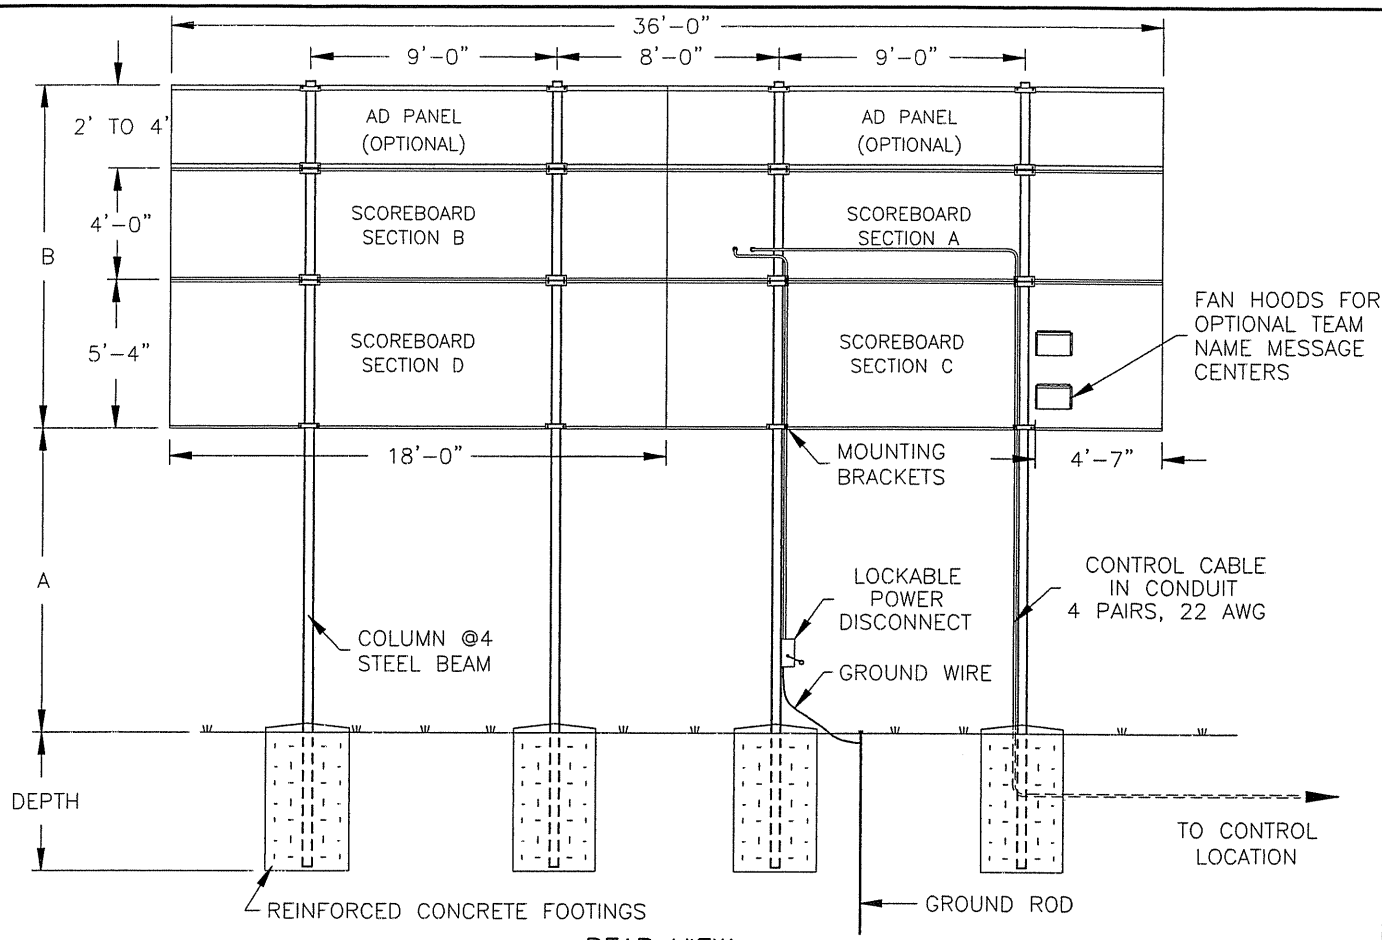 36'-0"
9'-0" 8'-0" 9'-0"
2' TO 4'
AD PANEL
(OPTIONAL)
AD PANEL
(OPTIONAL)
4'-0"
SCOREBOARD
SECTION B
SCOREBOARD
SECTION A
B
5'-4"
SCOREBOARD
SECTION D
SCOREBOARD
SECTION C
FAN HOODS FOR
OPTIONAL TEAM
NAME MESSAGE
CENTERS
18'-0"
MOUNTING
BRACKETS
4'-7"
A
LOCKABLE
POWER
DISCONNECT
CONTROL CABLE
IN CONDUIT
4 PAIRS, 22 AWG
COLUMN @4
STEEL BEAM
GROUND WIRE
DEPTH
TO CONTROL
LOCATION
REINFORCED CONCRETE FOOTINGS
GROUND ROD